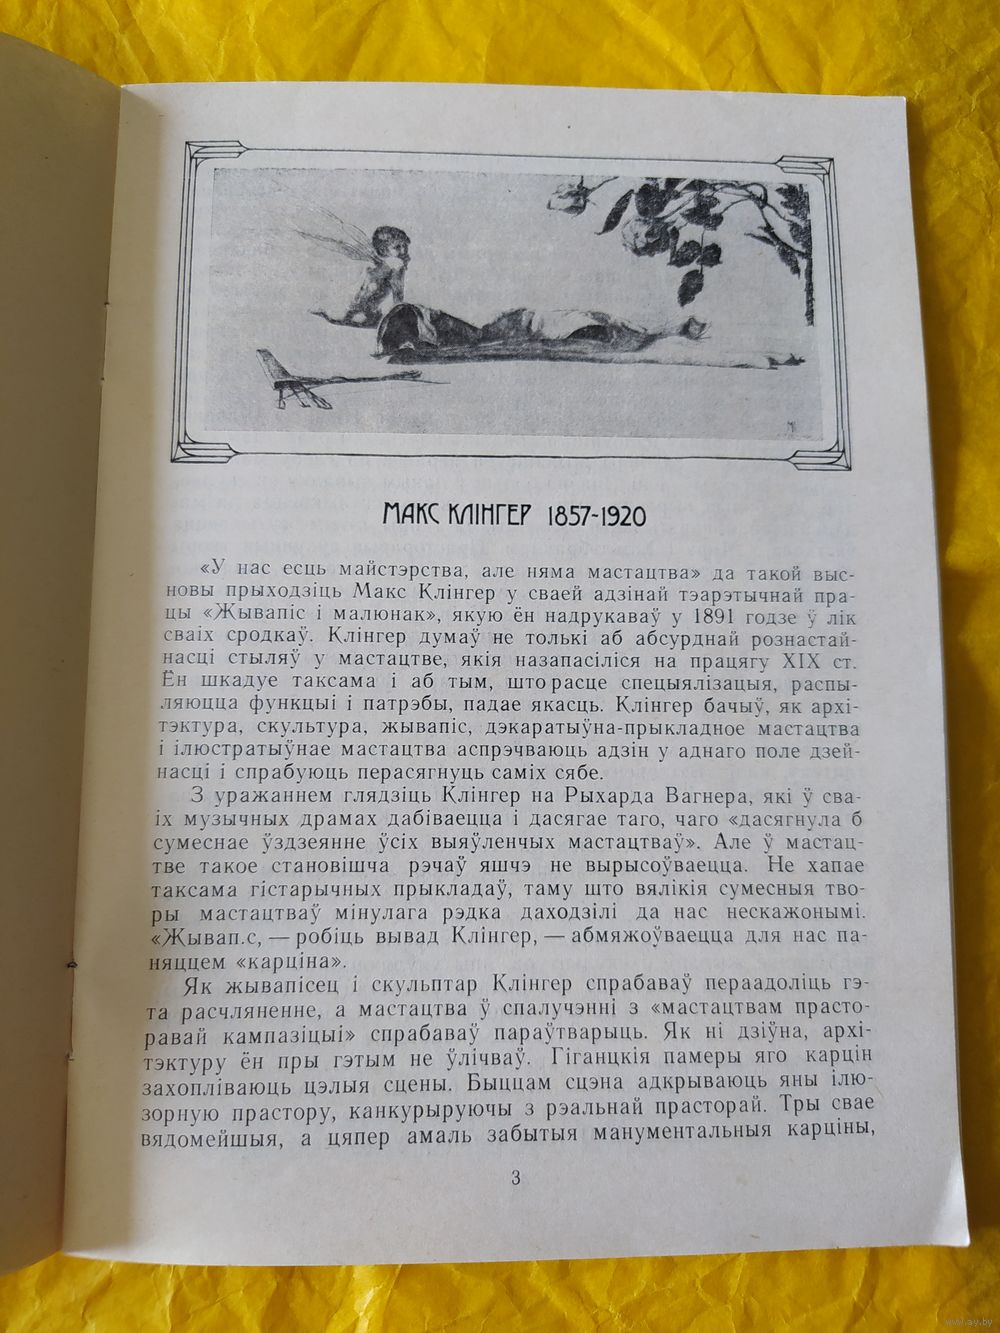 МАКС КЛІНГЕР 1857-1920
«У нас есць майстэрства, але няма мастацтва» да такой выс-
новы прыходзіць Макс Клінгер у сваей адзінай тэарэтычнай пра-
цы «Жывапіс і малюнак», якую ён надрукаваў у 1891 годзе ў лік
сваіх сродкаў. Клінгер думаў не толькі аб абсурднай рознастай-
насці стыляў у мастацтве, якія назапасіліся на працягу XIX ст.
Ён шкадуе таксама і аб тым, што расце спецыялізацыя, распы-
ляюцца функцыі і патрэбы, падае якасць. Клінгер бачыў, як архі-
тэктура, скульптура, жывапіс, дэкаратыўна-прыкладное мастацтва
і ілюстратыўнае мастацтва аспрэчваюць адзін у аднаго поле дзей-
насці і спрабуюць перасягнуць саміх сябе.
З уражаннем глядзіць Клінгер на Рыхарда Вагнера, які ў сва-
іх музычных драмах дабіваецца і дасягае таго, чаго «дасягнула б
сумеснае ўздзеянне ўсіх выяўленчых мастацтваў». Але ў мастац-
тве такое становішча рэчаў яшчэ не вырысоўваецца. Не хапае
таксама гістарычных прыкладаў, таму што вялікія сумесныя тво-
ры мастацтваў мінулага рэдка даходзілі да нас нескажонымі.
«Жывап.с, — робіць вывад Клінгер, — абмяжоўваецца для нас па-
няццем «карціна».
Як жывапісец і скульптар Клінгер спрабаваў пераадоліць гэ-
та расчляненне, а мастацтва ў спалучэнні з «мастацтвам прасто-
равай кампазіцыі» спрабаваў параўтварыць. Як ні дзіўна, архі-
тэктуру ён пры гэтым не ўлічваў. Гіганцкія памеры яго карцін
захопліваюць цэлыя сцены. Быццам сцэна адкрываюць яны ілю-
зорную прастору, канкурыруючы з рэальнай прасторай. Тры свае
вядомейшыя, а цяпер амаль забытыя манументальныя карціны,
3
www.ay.by